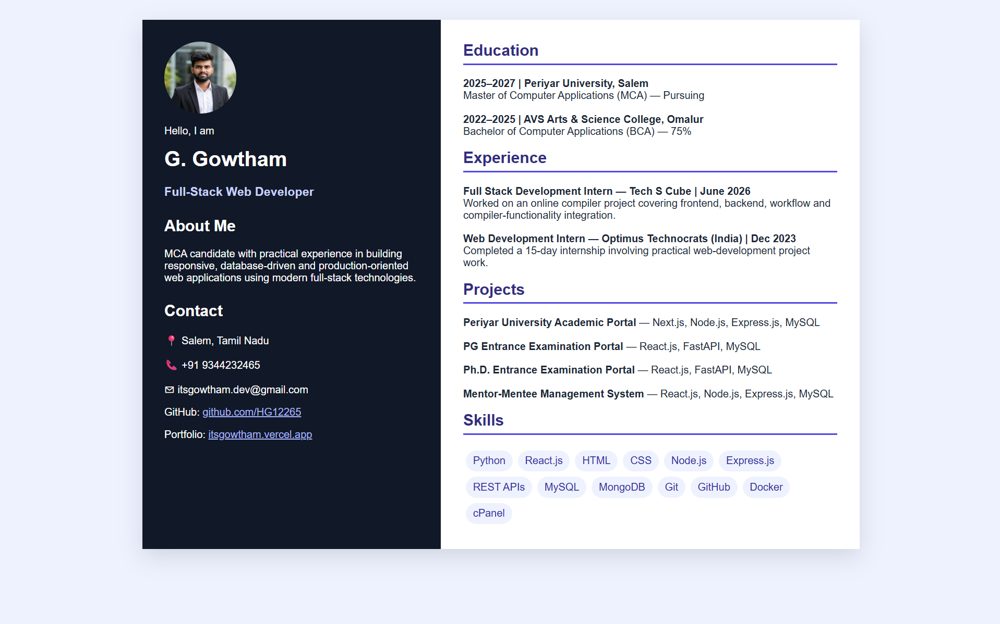 Hello, I am
G. Gowtham
Full-Stack Web Developer
About Me
MCA candidate with practical experience in building
responsive, database-driven and production-oriented
web applications using modern full-stack technologies.
Contact
📍 Salem, Tamil Nadu
📞 +91 9344232465
✉ itsgowtham.dev@gmail.com
GitHub: github.com/HG12265
Portfolio: itsgowtham.vercel.app
Education
2025–2027 | Periyar University, Salem
Master of Computer Applications (MCA) — Pursuing
2022–2025 | AVS Arts & Science College, Omalur
Bachelor of Computer Applications (BCA) — 75%
Experience
Full Stack Development Intern — Tech S Cube | June 2026
Worked on an online compiler project covering frontend, backend, workflow and
compiler-functionality integration.
Web Development Intern — Optimus Technocrats (India) | Dec 2023
Completed a 15-day internship involving practical web-development project
work.
Projects
Periyar University Academic Portal — Next.js, Node.js, Express.js, MySQL
PG Entrance Examination Portal — React.js, FastAPI, MySQL
Ph.D. Entrance Examination Portal — React.js, FastAPI, MySQL
Mentor-Mentee Management System — React.js, Node.js, Express.js, MySQL
Skills
Python React.js HTML CSS Node.js Express.js
REST APIs MySQL MongoDB Git GitHub Docker
cPanel